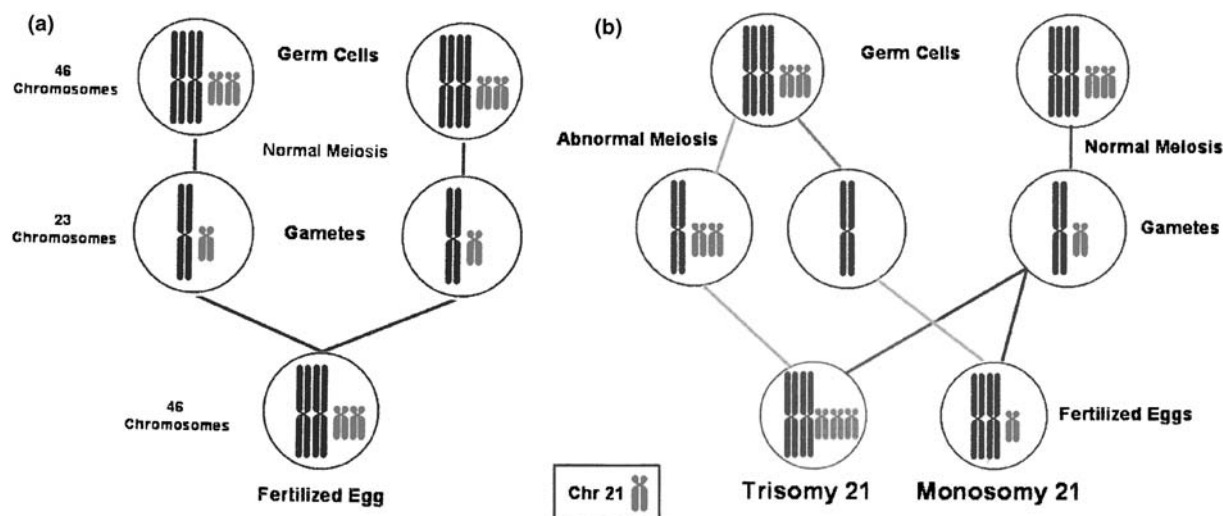 (a)
46
Chromosomes
Germ Cells
Normal Meiosis
23
Chromosomes
Gametes
46
Chromosomes
Fertilized Egg
(b)
Germ Cells
Abnormal Meiosis
Normal Meiosis
Gametes
Fertilized Eggs
Chr 21
Trisomy 21
Monosomy 21